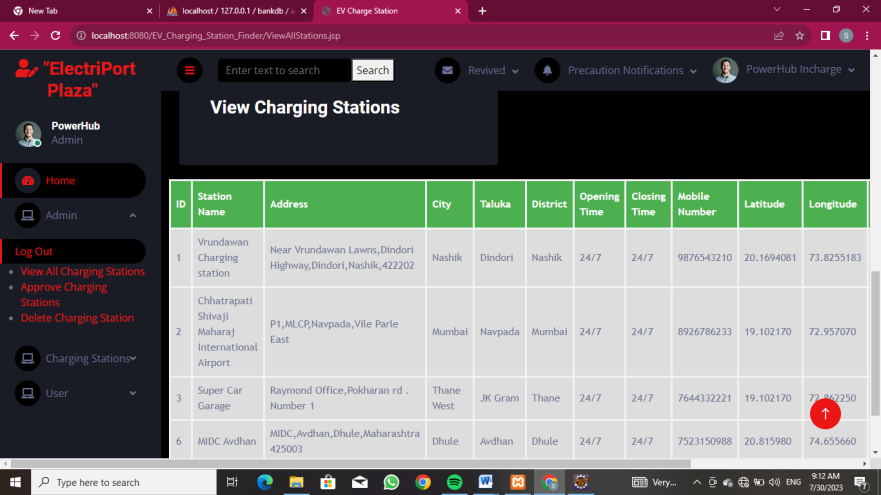 New Tab
localhost / 127.0.0.1 / bankdb /
EV Charge Station
localhost:8080/EV_Charging_Station_Finder/ViewAllStations.jsp
S
"ElectriPort
Plaza"
Enter text to search
Search
Revived
Precaution Notifications
PowerHub Incharge
PowerHub
Admin
Home
Admin
Log Out
View All Charging Stations
Approve Charging
Stations
Delete Charging Station
Charging Stations
User
View Charging Stations
ID Station Name Address City Taluka District Opening Time Closing Time Mobile Number Latitude Longitude
1 Vrundawan Charging station Near Vrundawan Lawns,Dindori Highway,Dindori,Nashik,422202 Nashik Dindori Nashik 24/7 24/7 9876543210 20.1694081 73.8255183
2 Chhatrapati Shivaji Maharaj International Airport P1,MLCP,Navpada,Vile Parle East Mumbai Navpada Mumbai 24/7 24/7 8926786233 19.102170 72.957070
3 Super Car Garage Raymond Office,Pokharan rd . Number 1 Thane West JK Gram Thane 24/7 24/7 7644332221 19.102170 72.862250
6 MIDC Avdhan MIDC,Avdhan,Dhule,Maharashtra 425003 Dhule Avdhan Dhule 24/7 24/7 7523150988 20.815980 74.655660
Type here to search
Very...
ENG
9:12 AM
7/30/2023